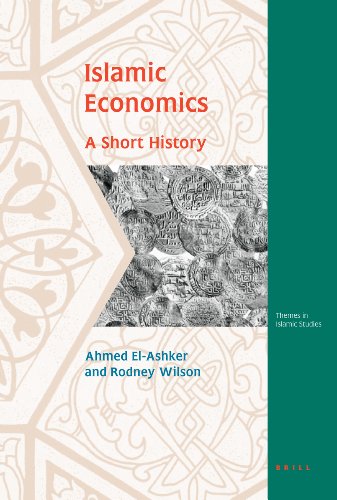 Islamic
Economics
A Short History
Themes in
Islamic Studies
Ahmed El-Ashker
and Rodney Wilson
BRILL